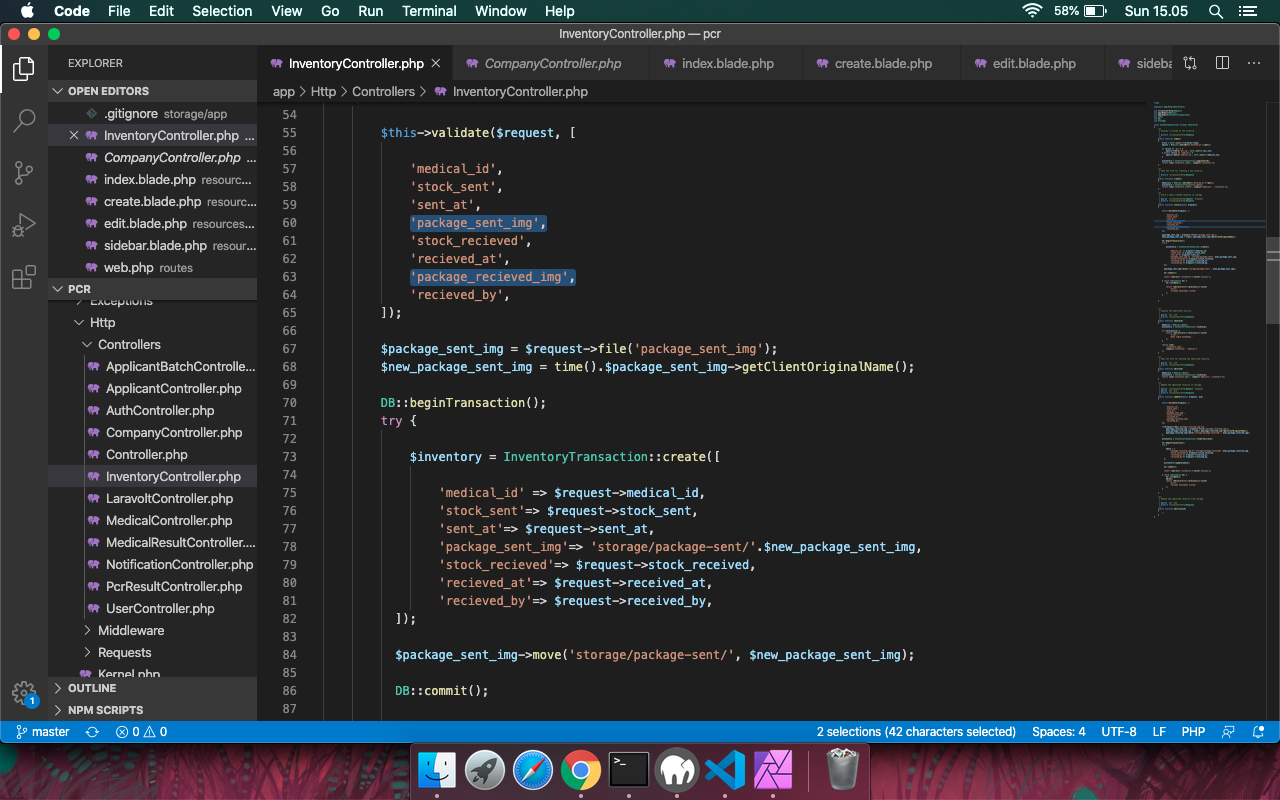 Code File Edit Selection View Go Run Terminal Window Help 58% Sun 15.05
InventoryController.php — pcr
EXPLORER
InventoryController.php CompanyController.php index.blade.php create.blade.php edit.blade.php sideba
OPEN EDITORS
app > Http > Controllers > InventoryController.php
.gitignore storage/app
InventoryController.php ...
CompanyController.php ...
index.blade.php resourc...
create.blade.php resourc...
edit.blade.php resources...
sidebar.blade.php resour...
web.php routes
PCR
Exceptions
Http
Controllers
ApplicantBatchControlle...
ApplicantController.php
AuthController.php
CompanyController.php
Controller.php
InventoryController.php
LaravoltController.php
MedicalController.php
MedicalResultController....
NotificationController.php
PcrResultController.php
UserController.php
Middleware
Requests
Kernel.php
OUTLINE
NPM SCRIPTS
1
54
55 $this->validate($request, [
56
57 'medical_id',
58 'stock_sent',
59 'sent_at',
60 'package_sent_img',
61 'stock_recieved',
62 'recieved_at',
63 'package_recieved_img',
64 'recieved_by',
65 ]);
66
67 $package_sent_img = $request->file('package_sent_img');
68 $new_package_sent_img = time().$package_sent_img->getClientOriginalName();
69
70 DB::beginTransaction();
71 try {
72
73 $inventory = InventoryTransaction::create([
74
75 'medical_id' => $request->medical_id,
76 'stock_sent'=> $request->stock_sent,
77 'sent_at'=> $request->sent_at,
78 'package_sent_img'=> 'storage/package-sent/'.$new_package_sent_img,
79 'stock_recieved'=> $request->stock_received,
80 'recieved_at'=> $request->received_at,
81 'recieved_by'=> $request->received_by,
82 ]);
83
84 $package_sent_img->move('storage/package-sent/', $new_package_sent_img);
85
86 DB::commit();
87
master 0 0 2 selections (42 characters selected) Spaces: 4 UTF-8 LF PHP